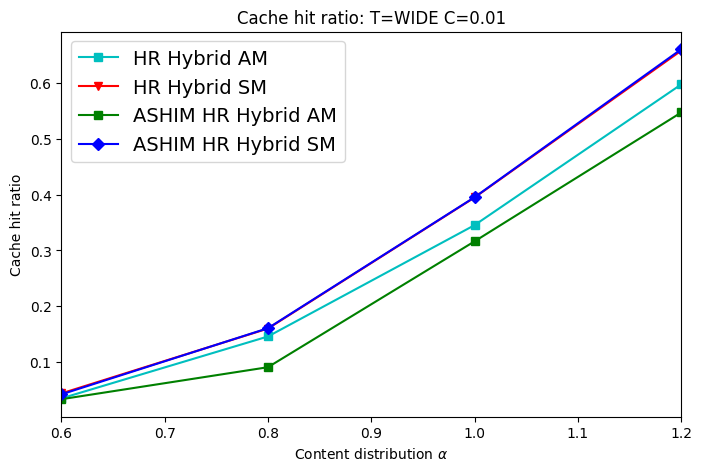 Cache hit ratio: T=WIDE C=0.01
HR Hybrid AM
HR Hybrid SM
ASHIM HR Hybrid AM
ASHIM HR Hybrid SM
Cache hit ratio
0.6
0.5
0.4
0.3
0.2
0.1
0.6 0.7 0.8 0.9 1.0 1.1 1.2
Content distribution α